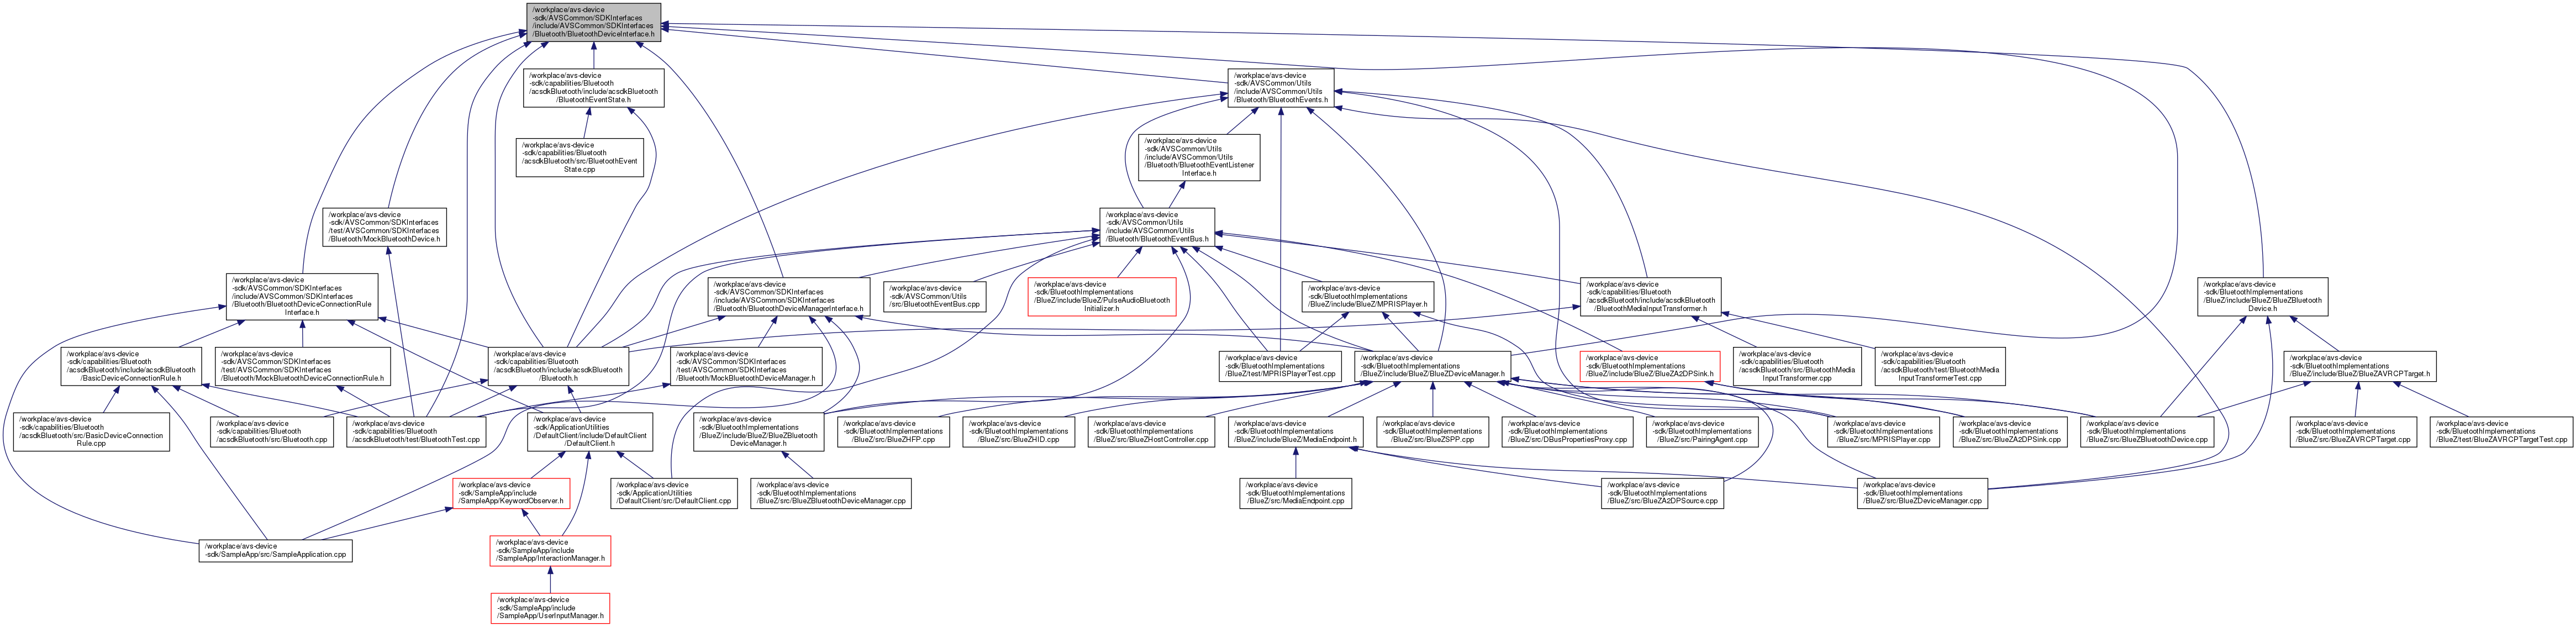 /workplace/avs-device
-sdk/AVSCommon/SDKInterfaces
/include/AVSCommon/SDKInterfaces
/Bluetooth/BluetoothDeviceInterface.h
/workplace/avs-device
-sdk/capabilities/Bluetooth
/acsdkBluetooth/include/acsdkBluetooth
/BluetoothEventState.h
/workplace/avs-device
-sdk/AVSCommon/Utils
/include/AVSCommon/Utils
/Bluetooth/BluetoothEvents.h
/workplace/avs-device
-sdk/capabilities/Bluetooth
/acsdkBluetooth/src/BluetoothEvent
State.cpp
/workplace/avs-device
-sdk/AVSCommon/Utils
/include/AVSCommon/Utils
/Bluetooth/BluetoothEventListener
Interface.h
/workplace/avs-device
-sdk/AVSCommon/SDKInterfaces
/test/AVSCommon/SDKInterfaces
/Bluetooth/MockBluetoothDevice.h
/workplace/avs-device
-sdk/AVSCommon/Utils
/include/AVSCommon/Utils
/Bluetooth/BluetoothEventBus.h
/workplace/avs-device
-sdk/AVSCommon/SDKInterfaces
/include/AVSCommon/SDKInterfaces
/Bluetooth/BluetoothDeviceConnectionRule
Interface.h
/workplace/avs-device
-sdk/AVSCommon/SDKInterfaces
/include/AVSCommon/SDKInterfaces
/Bluetooth/BluetoothDeviceManagerInterface.h
/workplace/avs-device
-sdk/AVSCommon/Utils
/src/BluetoothEventBus.cpp
/workplace/avs-device
-sdk/BluetoothImplementations
/BlueZ/include/BlueZ/PulseAudioBluetooth
Initializer.h
/workplace/avs-device
-sdk/BluetoothImplementations
/BlueZ/include/BlueZ/MPRISPlayer.h
/workplace/avs-device
-sdk/capabilities/Bluetooth
/acsdkBluetooth/include/acsdkBluetooth
/BluetoothMediaInputTransformer.h
/workplace/avs-device
-sdk/BluetoothImplementations
/BlueZ/include/BlueZ/BlueZBluetooth
Device.h
/workplace/avs-device
-sdk/capabilities/Bluetooth
/acsdkBluetooth/include/acsdkBluetooth
/BasicDeviceConnectionRule.h
/workplace/avs-device
-sdk/AVSCommon/SDKInterfaces
/test/AVSCommon/SDKInterfaces
/Bluetooth/MockBluetoothDeviceConnectionRule.h
/workplace/avs-device
-sdk/capabilities/Bluetooth
/acsdkBluetooth/include/acsdkBluetooth
/Bluetooth.h
/workplace/avs-device
-sdk/AVSCommon/SDKInterfaces
/test/AVSCommon/SDKInterfaces
/Bluetooth/MockBluetoothDeviceManager.h
/workplace/avs-device
-sdk/BluetoothImplementations
/BlueZ/test/MPRISPlayerTest.cpp
/workplace/avs-device
-sdk/BluetoothImplementations
/BlueZ/include/BlueZ/BlueZDeviceManager.h
/workplace/avs-device
-sdk/BluetoothImplementations
/BlueZ/include/BlueZ/BlueZA2DPSink.h
/workplace/avs-device
-sdk/capabilities/Bluetooth
/acsdkBluetooth/src/BluetoothMedia
InputTransformer.cpp
/workplace/avs-device
-sdk/capabilities/Bluetooth
/acsdkBluetooth/test/BluetoothMedia
InputTransformerTest.cpp
/workplace/avs-device
-sdk/BluetoothImplementations
/BlueZ/include/BlueZ/BlueZAVRCPTarget.h
/workplace/avs-device
-sdk/capabilities/Bluetooth
/acsdkBluetooth/src/BasicDeviceConnection
Rule.cpp
/workplace/avs-device
-sdk/capabilities/Bluetooth
/acsdkBluetooth/src/Bluetooth.cpp
/workplace/avs-device
-sdk/capabilities/Bluetooth
/acsdkBluetooth/test/BluetoothTest.cpp
/workplace/avs-device
-sdk/ApplicationUtilities
/DefaultClient/include/DefaultClient
/DefaultClient.h
/workplace/avs-device
-sdk/BluetoothImplementations
/BlueZ/include/BlueZ/BlueZBluetooth
DeviceManager.h
/workplace/avs-device
-sdk/BluetoothImplementations
/BlueZ/src/BlueZHFP.cpp
/workplace/avs-device
-sdk/BluetoothImplementations
/BlueZ/src/BlueZHID.cpp
/workplace/avs-device
-sdk/BluetoothImplementations
/BlueZ/src/BlueZHostController.cpp
/workplace/avs-device
-sdk/BluetoothImplementations
/BlueZ/include/BlueZ/MediaEndpoint.h
/workplace/avs-device
-sdk/BluetoothImplementations
/BlueZ/src/BlueZSPP.cpp
/workplace/avs-device
-sdk/BluetoothImplementations
/BlueZ/src/DBusPropertiesProxy.cpp
/workplace/avs-device
-sdk/BluetoothImplementations
/BlueZ/src/PairingAgent.cpp
/workplace/avs-device
-sdk/BluetoothImplementations
/BlueZ/src/MPRISPlayer.cpp
/workplace/avs-device
-sdk/BluetoothImplementations
/BlueZ/src/BlueZA2DPSink.cpp
/workplace/avs-device
-sdk/BluetoothImplementations
/BlueZ/src/BlueZBluetoothDevice.cpp
/workplace/avs-device
-sdk/BluetoothImplementations
/BlueZ/src/BlueZAVRCPTarget.cpp
/workplace/avs-device
-sdk/BluetoothImplementations
/BlueZ/test/BlueZAVRCPTargetTest.cpp
/workplace/avs-device
-sdk/SampleApp/include
/SampleApp/KeywordObserver.h
/workplace/avs-device
-sdk/ApplicationUtilities
/DefaultClient/src/DefaultClient.cpp
/workplace/avs-device
-sdk/BluetoothImplementations
/BlueZ/src/BlueZBluetoothDeviceManager.cpp
/workplace/avs-device
-sdk/BluetoothImplementations
/BlueZ/src/MediaEndpoint.cpp
/workplace/avs-device
-sdk/BluetoothImplementations
/BlueZ/src/BlueZA2DPSource.cpp
/workplace/avs-device
-sdk/BluetoothImplementations
/BlueZ/src/BlueZDeviceManager.cpp
/workplace/avs-device
-sdk/SampleApp/src/SampleApplication.cpp
/workplace/avs-device
-sdk/SampleApp/include
/SampleApp/InteractionManager.h
/workplace/avs-device
-sdk/SampleApp/include
/SampleApp/UserInputManager.h